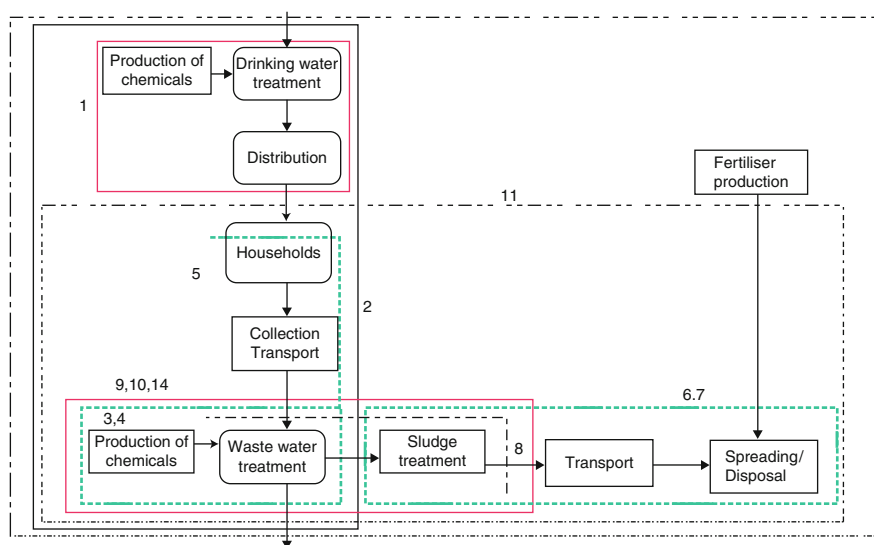 Production of
chemicals
Drinking water
treatment
1
Distribution
Fertiliser
production
11
Households
5
2
Collection
Transport
9,10,14
6.7
3,4
Production of
chemicals
Waste water
treatment
Sludge
treatment
8
Transport
Spreading/
Disposal